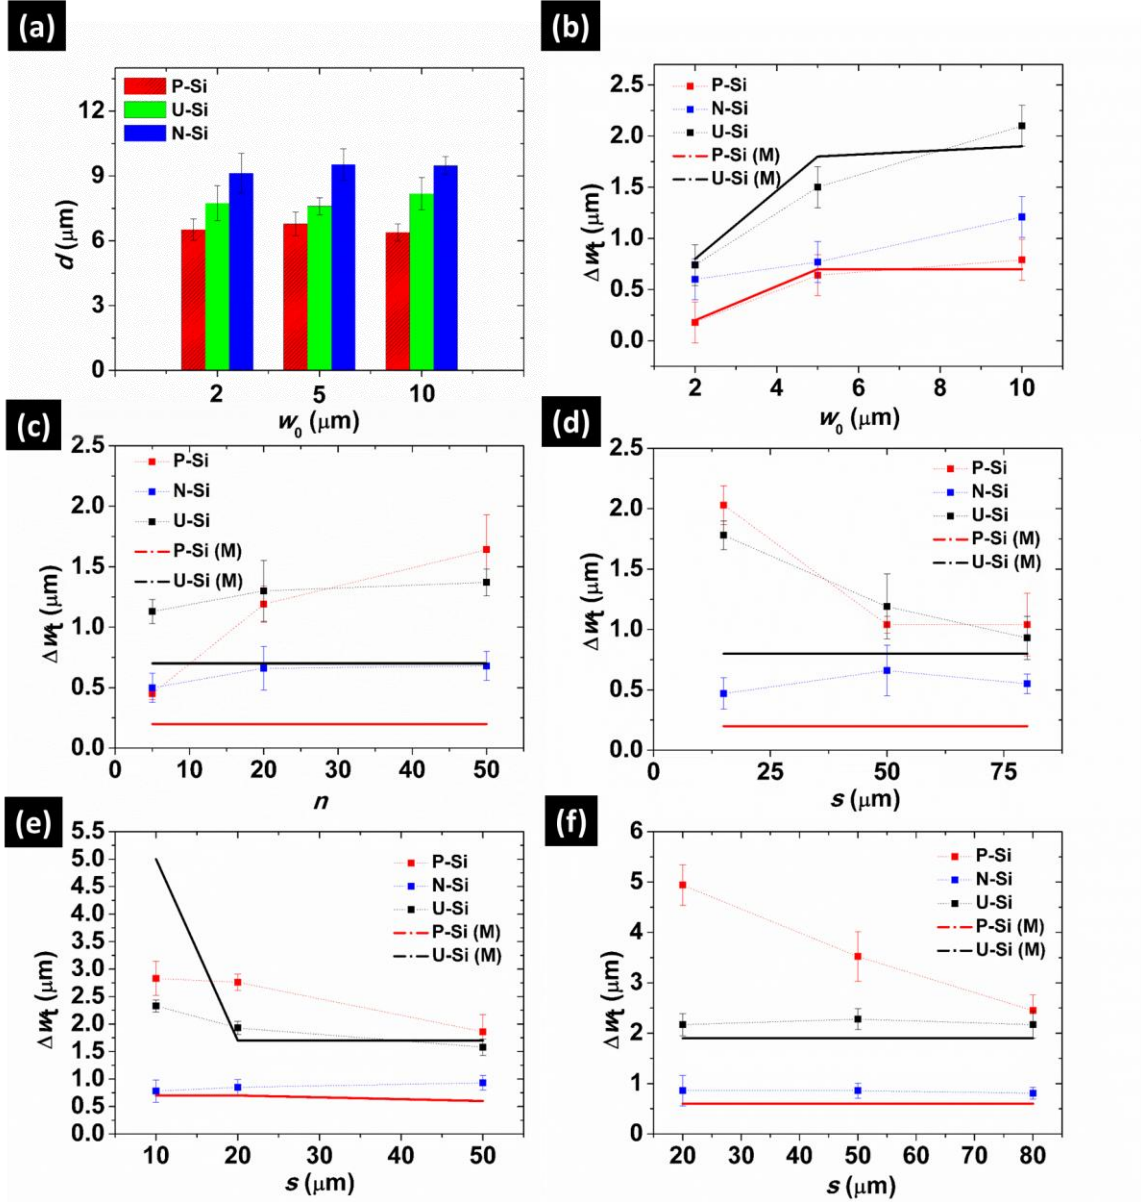 (a)
P-Si
U-Si
N-Si
12
9
6
3
0
d (μm)
2 5 10
w0 (μm)
(b)
P-Si
N-Si
U-Si
P-Si (M)
U-Si (M)
2.5
2.0
1.5
1.0
0.5
0.0
Δwt (μm)
2 4 6 8 10
w0 (μm)
(c)
P-Si
N-Si
U-Si
P-Si (M)
U-Si (M)
2.5
2.0
1.5
1.0
0.5
0.0
Δwt (μm)
0 10 20 30 40 50
n
(d)
P-Si
N-Si
U-Si
P-Si (M)
U-Si (M)
2.5
2.0
1.5
1.0
0.5
0.0
Δwt (μm)
0 25 50 75
s (μm)
(e)
P-Si
N-Si
U-Si
P-Si (M)
U-Si (M)
5.5
5.0
4.5
4.0
3.5
3.0
2.5
2.0
1.5
1.0
0.5
0.0
Δwt (μm)
10 20 30 40 50
s (μm)
(f)
P-Si
N-Si
U-Si
P-Si (M)
U-Si (M)
6
5
4
3
2
1
0
Δwt (μm)
20 30 40 50 60 70 80
s (μm)